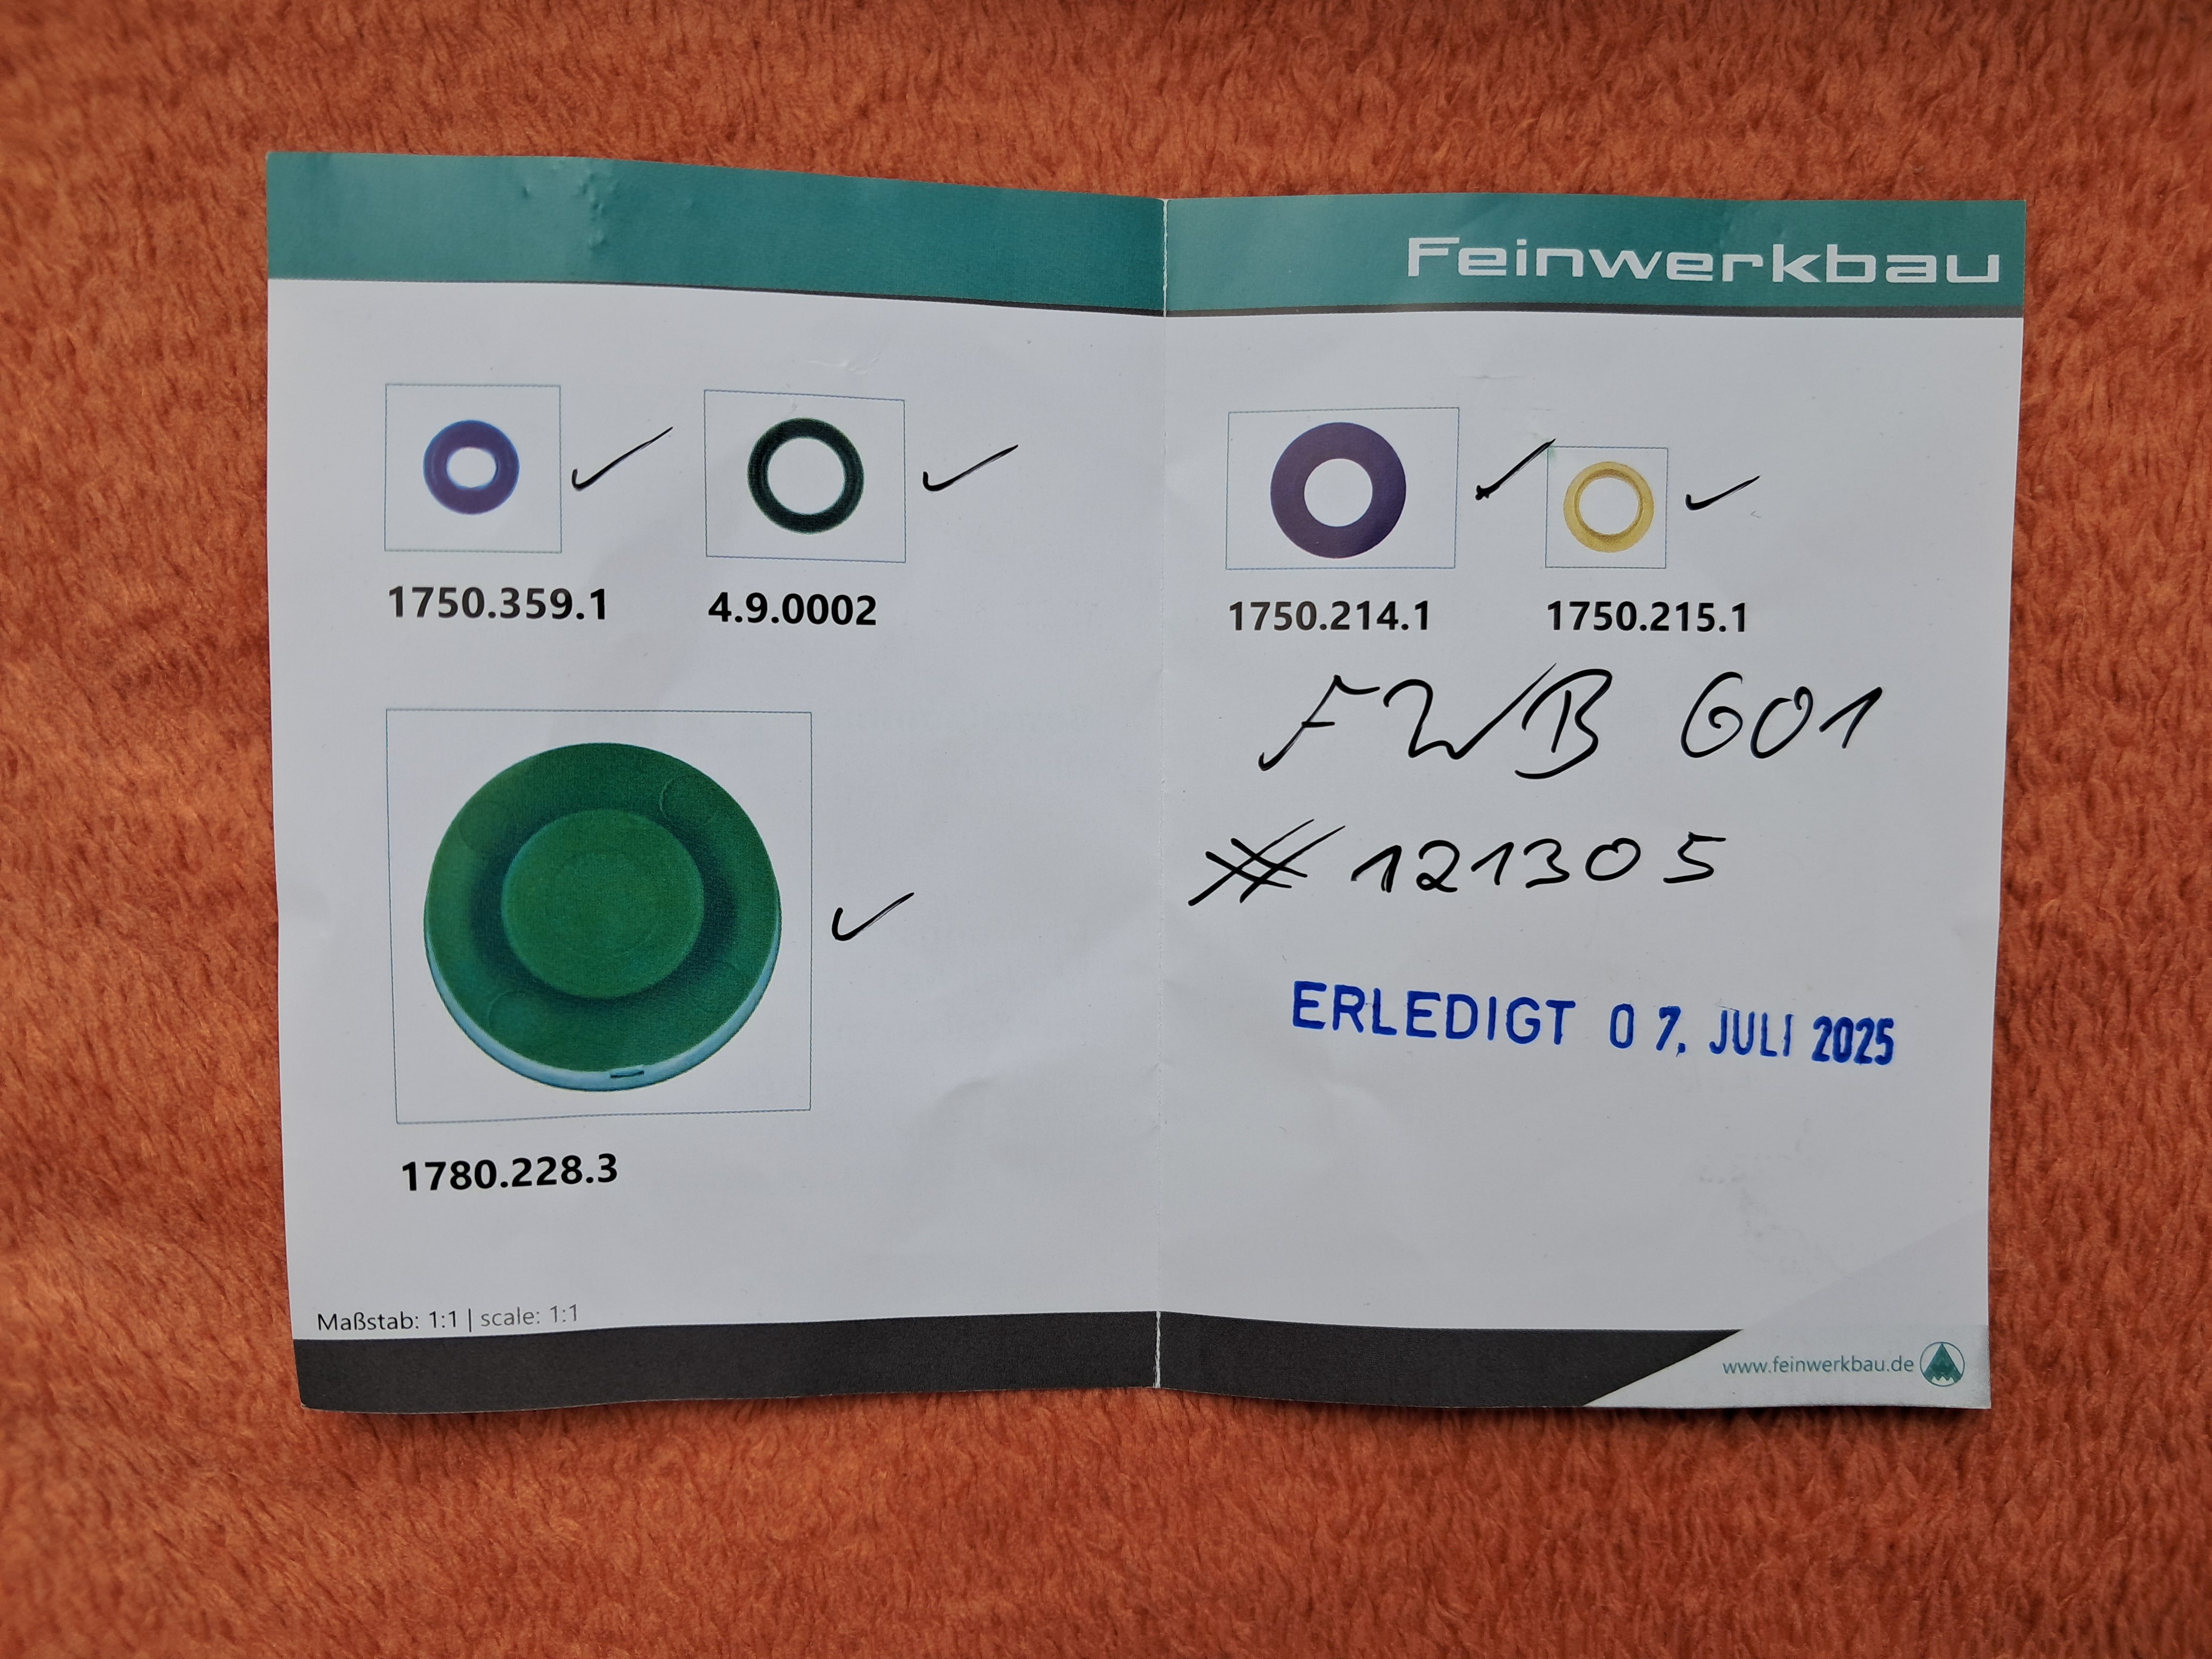 Feinwerkbau
1750.359.1 4.9.0002
1780.228.3
Maßstab: 1:1 | scale: 1:1
1750.214.1 1750.215.1
FWB 601
# 121305
ERLEDIGT 07. JULI 2025
www.feinwerkbau.de